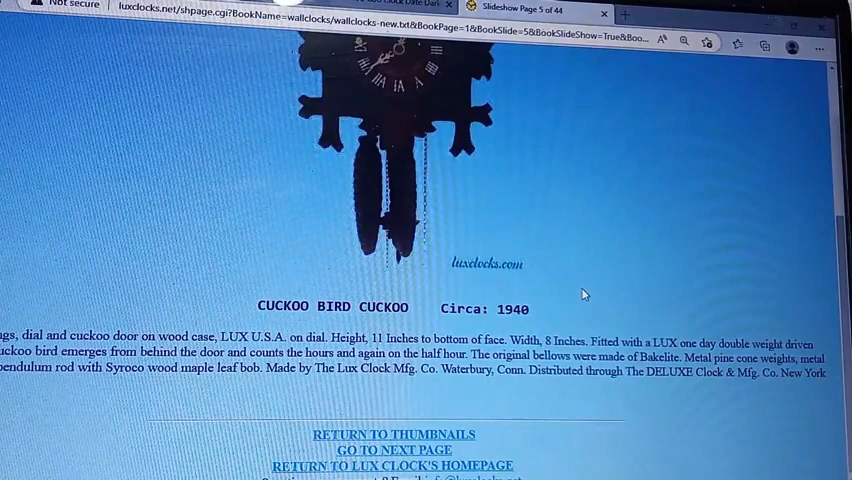 Slideshow Page 5 of 44
Not secure luxclocks.net/shpage.cgi?BookName=wallclocks/wallclocks-new.txt&BookPage=1&BookSlide=5&BookSlideShow=True&Boo...
luxclocks.com
CUCKOO BIRD CUCKOO Circa: 1940
dial and cuckoo door on wood case, LUX U.S.A. on dial. Height, 11 Inches to bottom of face. Width, 8 Inches. Fitted with a LUX one day double weight driven
bird emerges from behind the door and counts the hours and again on the half hour. The original bellows were made of Bakelite. Metal pine cone weights, metal
rod with Syroco wood maple leaf bob. Made by The Lux Clock Mfg. Co. Waterbury, Conn. Distributed through The DELUXE Clock & Mfg. Co. New York
RETURN TO THUMBNAILS
GO TO NEXT PAGE
RETURN TO LUX CLOCK'S HOMEPAGE